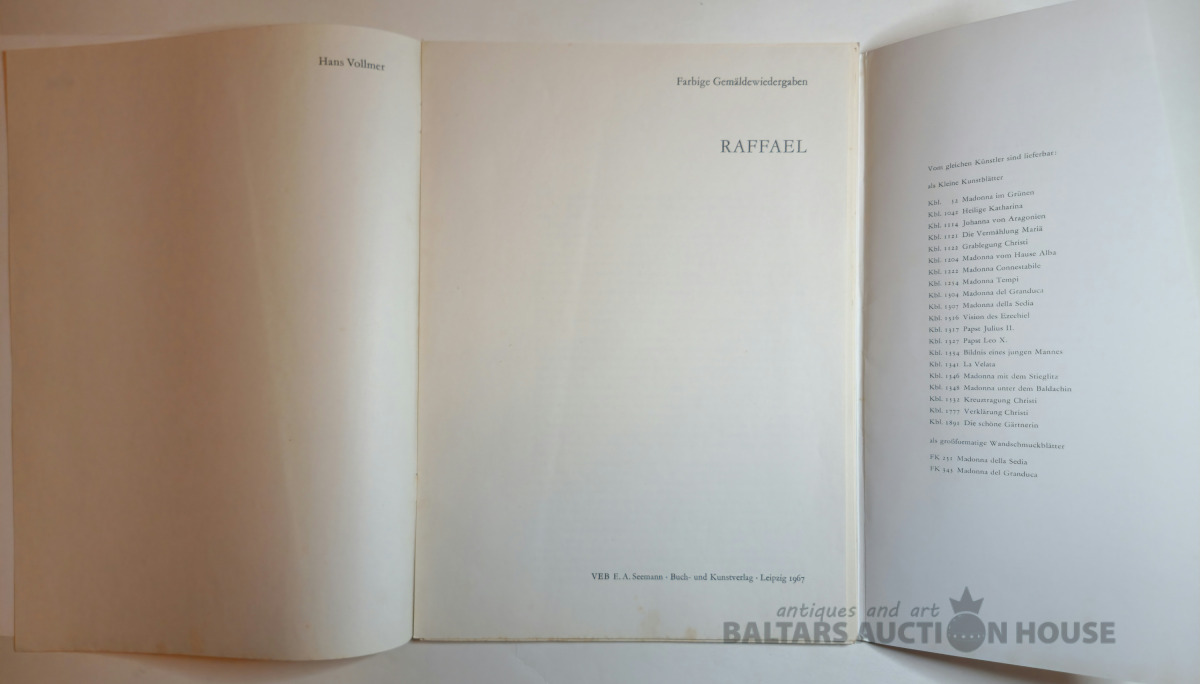 Hans Vollmer
Farbige Gemäldewiedergaben
RAFFAEL
VEB E. A. Seemann · Buch- und Kunstverlag · Leipzig 1967
Vom gleichen Künstler sind lieferbar:
als Kleine Kunstblätter
Kbl. 52 Madonna im Grünen
Kbl. 1042 Heilige Katharina
Kbl. 1114 Johanna von Aragonien
Kbl. 1121 Die Vermählung Mariä
Kbl. 1122 Grablegung Christi
Kbl. 1204 Madonna vom Hause Alba
Kbl. 1222 Madonna Connestabile
Kbl. 1234 Madonna Tempi
Kbl. 1304 Madonna del Granduca
Kbl. 1307 Madonna della Sedia
Kbl. 1316 Vision des Ezechiel
Kbl. 1317 Papst Julius II.
Kbl. 1327 Papst Leo X.
Kbl. 1334 Bildnis eines jungen Mannes
Kbl. 1341 La Velata
Kbl. 1346 Madonna mit dem Stieglitz
Kbl. 1348 Madonna unter dem Baldachin
Kbl. 1532 Kreuztragung Christi
Kbl. 1777 Verklärung Christi
Kbl. 1891 Die schöne Gärtnerin
als großformatige Wandschmuckblätter
FK 231 Madonna della Sedia
FK 345 Madonna del Granduca
antiques and art
BALTARS AUCTION HOUSE